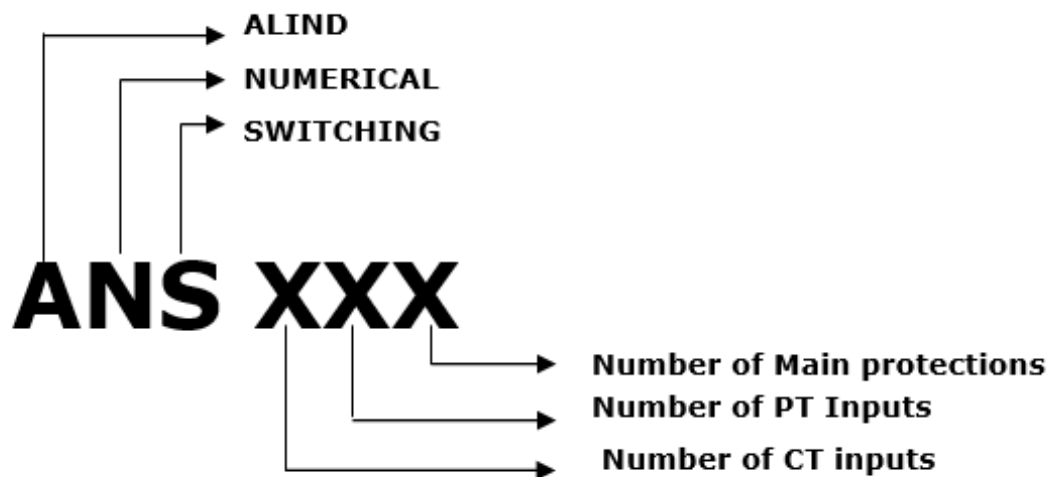 ALIND
NUMERICAL
SWITCHING
ANS XXX
Number of Main protections
Number of PT Inputs
Number of CT inputs